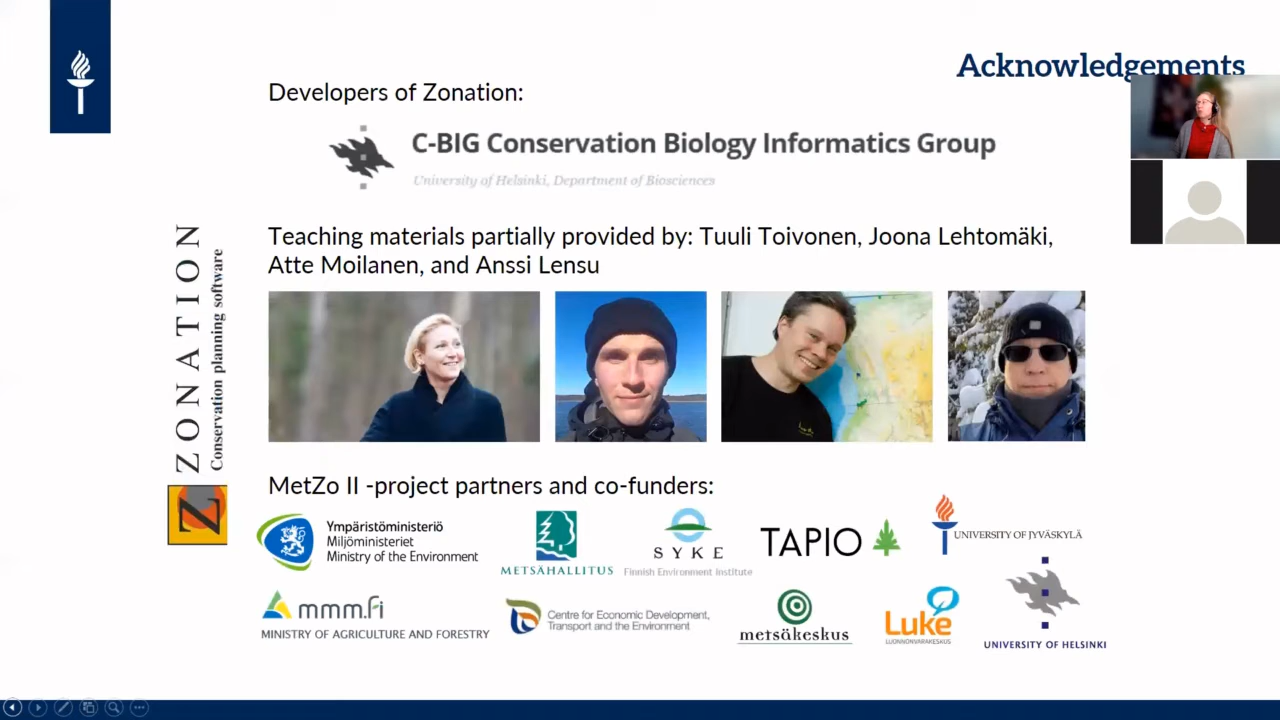 Acknowledgements
Developers of Zonation:
C-BIG Conservation Biology Informatics Group
University of Helsinki, Department of Biosciences
Teaching materials partially provided by: Tuuli Toivonen, Joona Lehtomäki,
Atte Moilanen, and Anssi Lensu
ZONATION
Conservation planning software
Z
MetZo II -project partners and co-funders:
Ympäristöministeriö
Miljöministeriet
Ministry of the Environment
METSÄHALLITUS
SYKE
Finnish Environment Institute
TAPIO
UNIVERSITY OF JYVÄSKYLÄ
mmm.fi
MINISTRY OF AGRICULTURE AND FORESTRY
Centre for Economic Development,
Transport and the Environment
metsäkeskus
Luke
LUONNONVARAKESKUS
UNIVERSITY OF HELSINKI